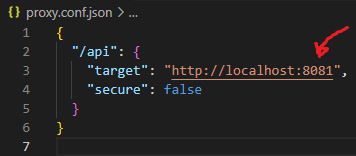 {} proxy.conf.json > ...
1 {
2 "/api": {
3 "target": "http://localhost:8081",
4 "secure": false
5 }
6 }
7